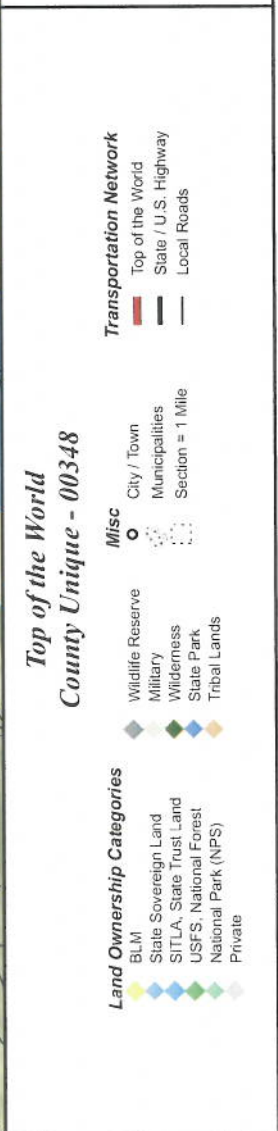 Top of the World
County Unique - 00348
Land Ownership Categories
BLM
State Sovereign Land
SITLA, State Trust Land
USFS, National Forest
National Park (NPS)
Private
Wildlife Reserve
Military
Wilderness
State Park
Tribal Lands
Misc
City / Town
Municipalities
Section = 1 Mile
Transportation Network
Top of the World
State / U.S. Highway
Local Roads